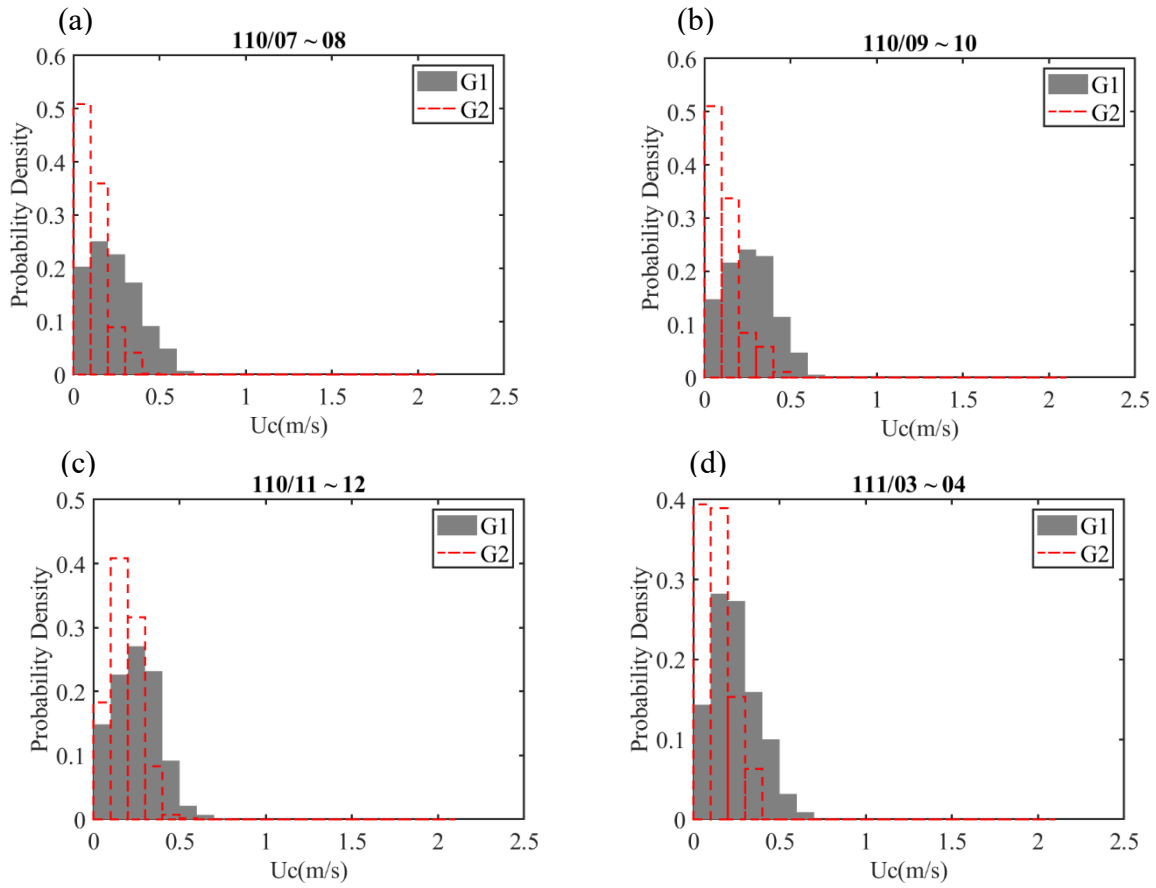 (a)
110/07 ~ 08
0.6
0.5
0.4
0.3
0.2
0.1
0
Probability Density
G1
G2
0 0.5 1 1.5 2 2.5
Uc(m/s)
(b)
110/09 ~ 10
0.6
0.5
0.4
0.3
0.2
0.1
0
Probability Density
G1
G2
0 0.5 1 1.5 2 2.5
Uc(m/s)
(c)
110/11 ~ 12
0.5
0.4
0.3
0.2
0.1
0
Probability Density
G1
G2
0 0.5 1 1.5 2 2.5
Uc(m/s)
(d)
111/03 ~ 04
0.4
0.3
0.2
0.1
0
Probability Density
G1
G2
0 0.5 1 1.5 2 2.5
Uc(m/s)